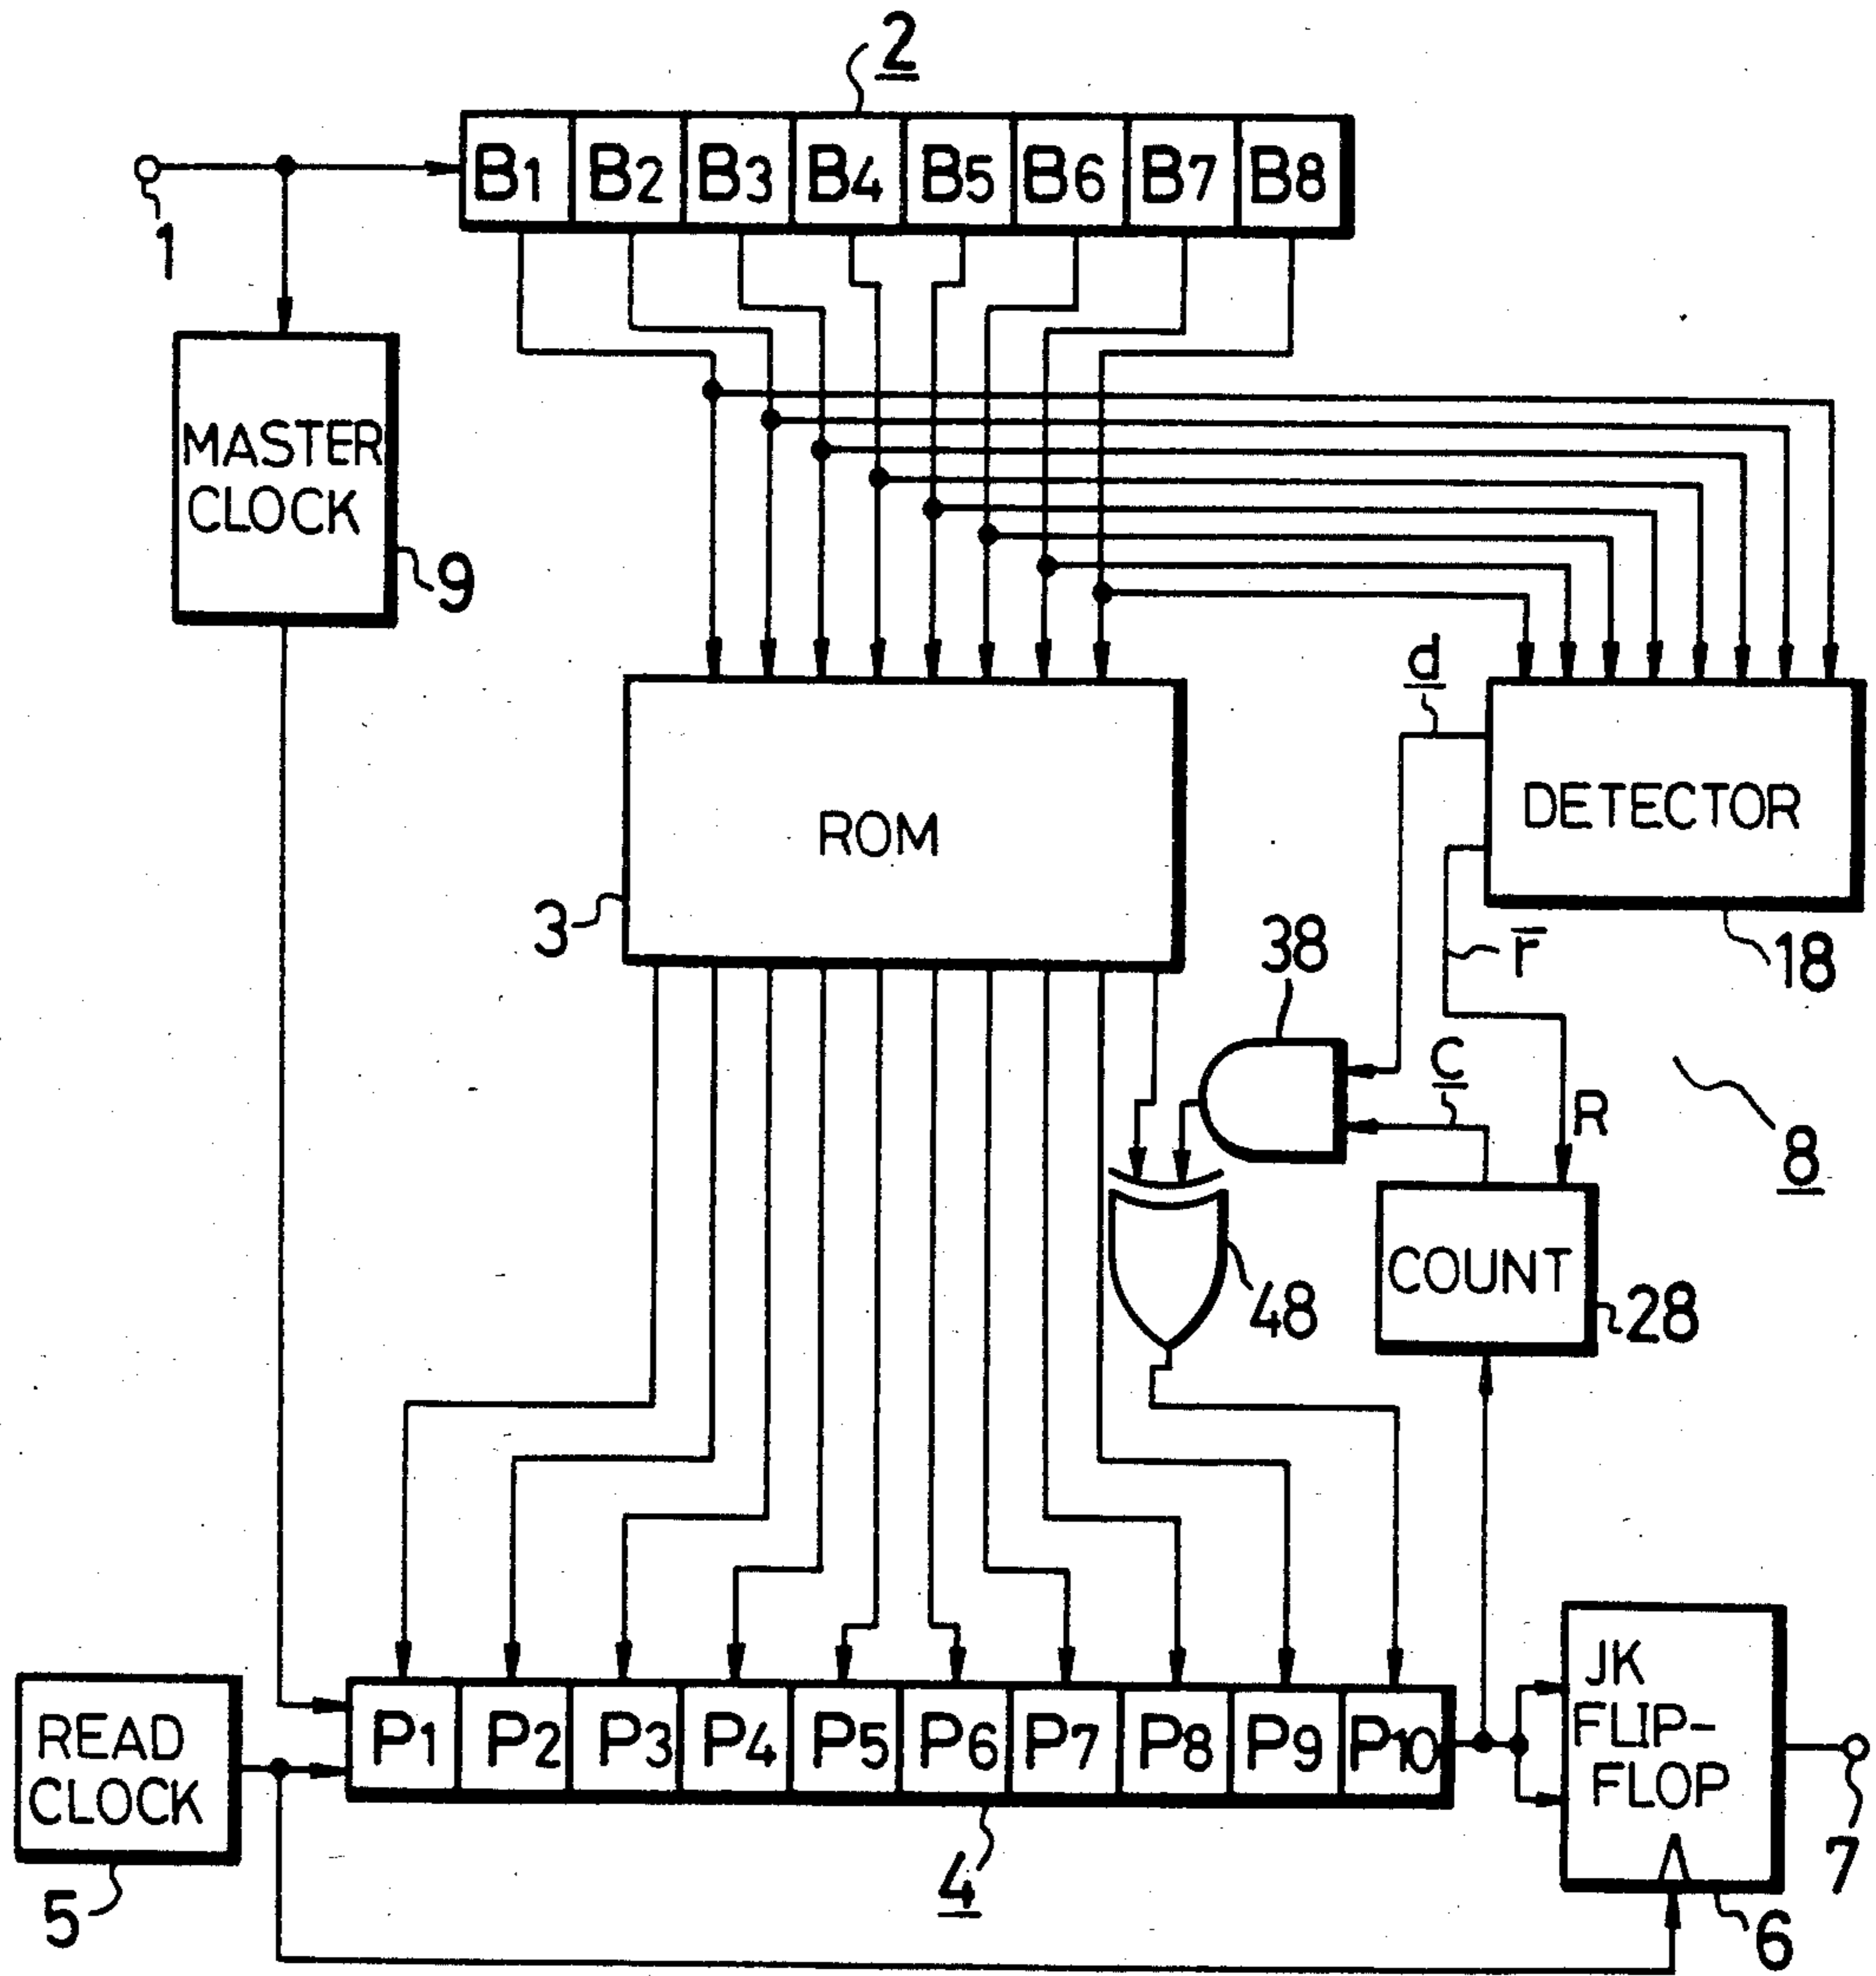 2
B1 B2 B3 B4 B5 B6 B7 B8
1
MASTER
CLOCK
9
d
ROM
DETECTOR
3
38
r̅
18
C
R
8
COUNT
48
28
READ
CLOCK
P1 P2 P3 P4 P5 P6 P7 P8 P9 P10
JK
FLIP-
FLOP
5
4
6
7